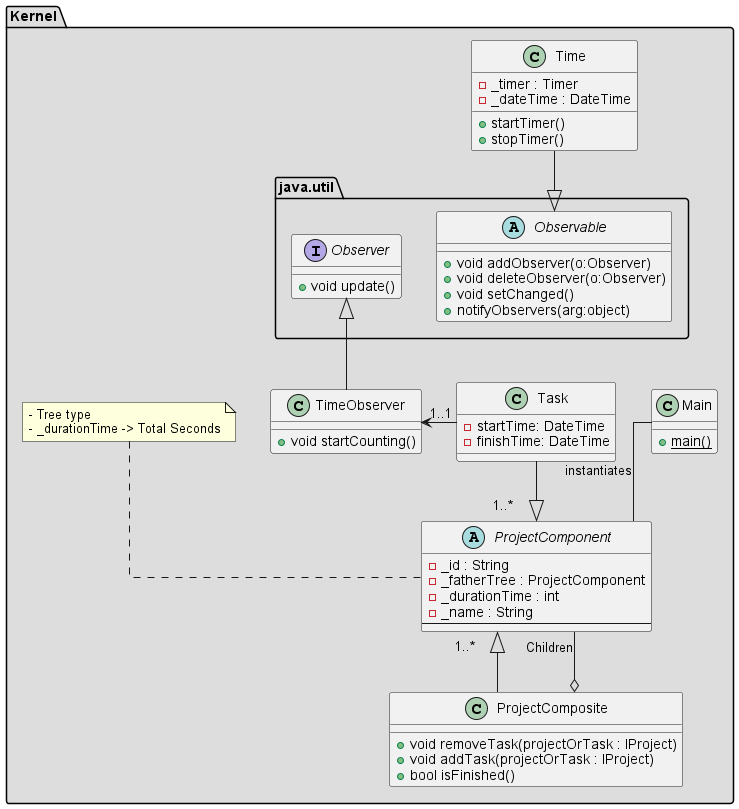 Kernel
C Time
_timer : Timer
_dateTime : DateTime
startTimer()
stopTimer()
java.util
I Observer
void update()
A Observable
void addObserver(o:Observer)
void deleteObserver(o:Observer)
void setChanged()
notifyObservers(arg:object)
- Tree type
- _durationTime -> Total Seconds
C TimeObserver
void startCounting()
1..1
C Task
startTime: DateTime
finishTime: DateTime
C Main
main()
instantiates
1..*
A ProjectComponent
_id : String
_fatherTree : ProjectComponent
_durationTime : int
_name : String
1..*
Children
C ProjectComposite
void removeTask(projectOrTask : IProject)
void addTask(projectOrTask : IProject)
bool isFinished()